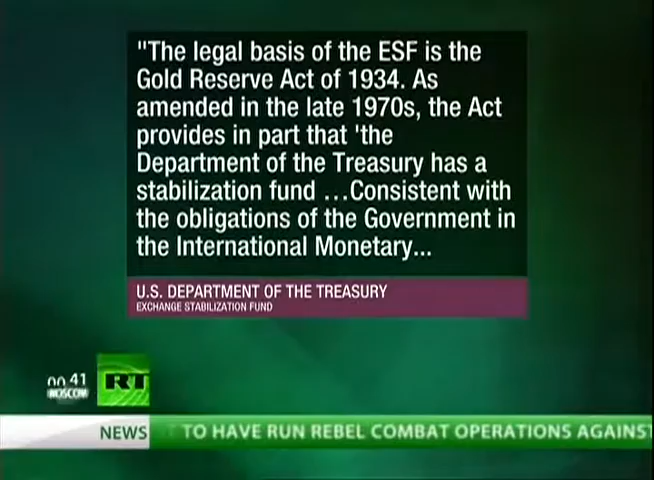 "The legal basis of the ESF is the
Gold Reserve Act of 1934. As
amended in the late 1970s, the Act
provides in part that 'the
Department of the Treasury has a
stabilization fund ...Consistent with
the obligations of the Government in
the International Monetary...
U.S. DEPARTMENT OF THE TREASURY
EXCHANGE STABILIZATION FUND
00:41
MOSCOW
RT
NEWS
TO HAVE RUN REBEL COMBAT OPERATIONS AGAINST